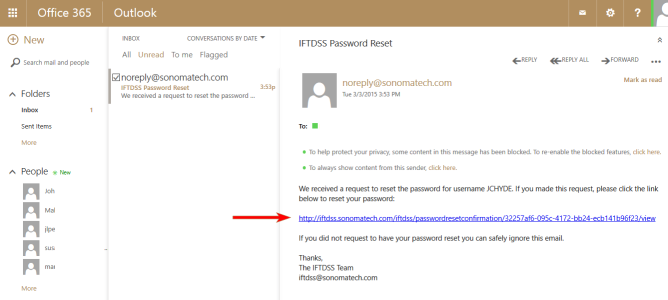 Office 365
Outlook
?
New
Search mail and people
Folders
Inbox 1
Sent Items
More
People New
Joh
Mal
jlpe
susa
mar
More
INBOX CONVERSATIONS BY DATE
All Unread To me Flagged
noreply@sonomatech.com
IFTDSS Password Reset 3:53p
We received a request to reset the password ...
IFTDSS Password Reset
REPLY REPLY ALL FORWARD ...
noreply@sonomatech.com Mark as read
Tue 3/3/2015 3:53 PM
To:
To help protect your privacy, some content in this message has been blocked. To re-enable the blocked features, click here.
To always show content from this sender, click here.
We received a request to reset the password for username JCHYDE. If you made this request, please click the link
below to reset your password:
http://iftdss.sonomatech.com/iftdss/passwordresetconfirmation/32257af6-095c-4172-bb24-ecb141b96f23/view
If you did not request to have your password reset you can safely ignore this email.
Thanks,
The IFTDSS Team
iftdss@sonomatech.com